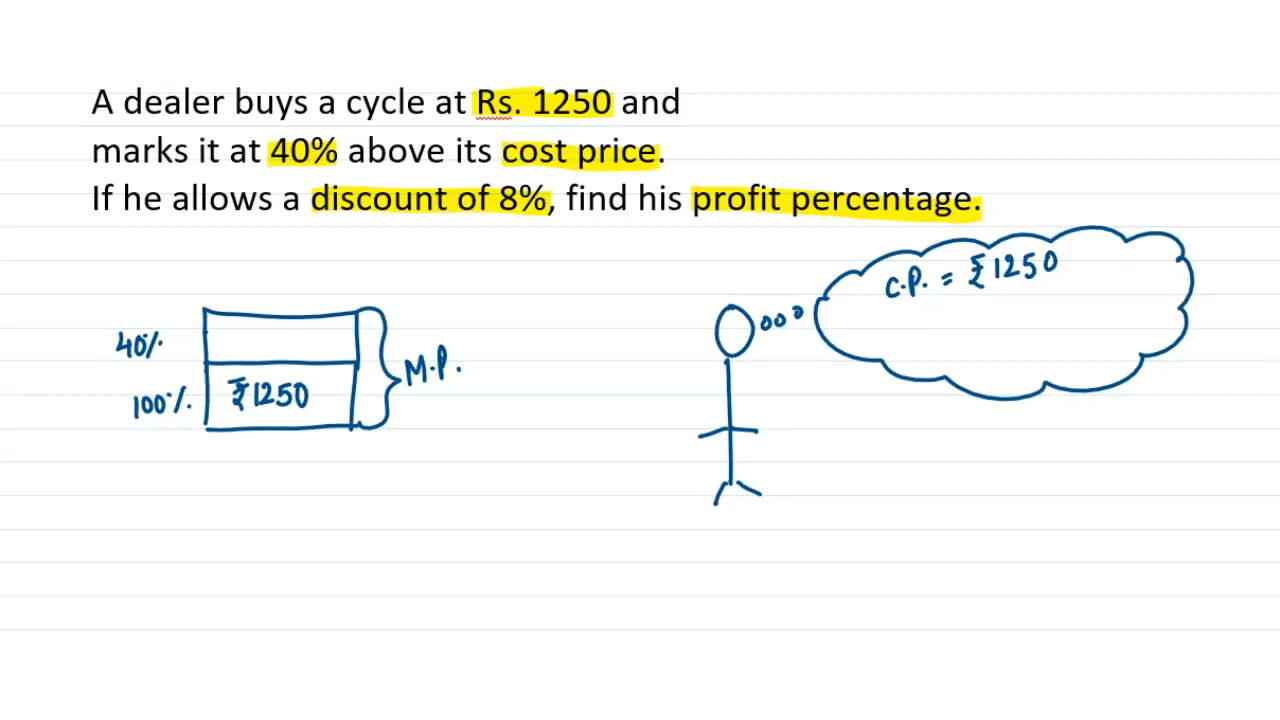 A dealer buys a cycle at Rs. 1250 and
marks it at 40% above its cost price.
If he allows a discount of 8%, find his profit percentage.
C.P. = ₹1250
40%
M.P.
100%
₹1250